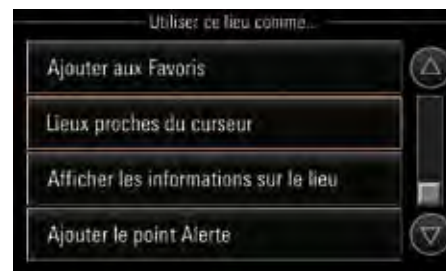 Utiliser ce lieu comme...
Ajouter aux Favoris
Lieux proches du curseur
Afficher les informations sur le lieu
Ajouter le point Alerte